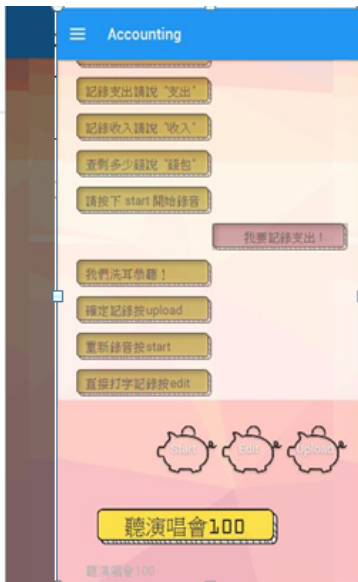 Accounting
記錄支出請說“支出”
記錄收入請說“收入”
查剩多少錢說“錢包”
請按下 start 開始錄音
我要記錄支出！
我們洗耳恭聽！
確定記錄按upload
重新錄音按start
直接打字記錄按edit
Start
Edit
Upload
聽演唱會100
聽演唱會100